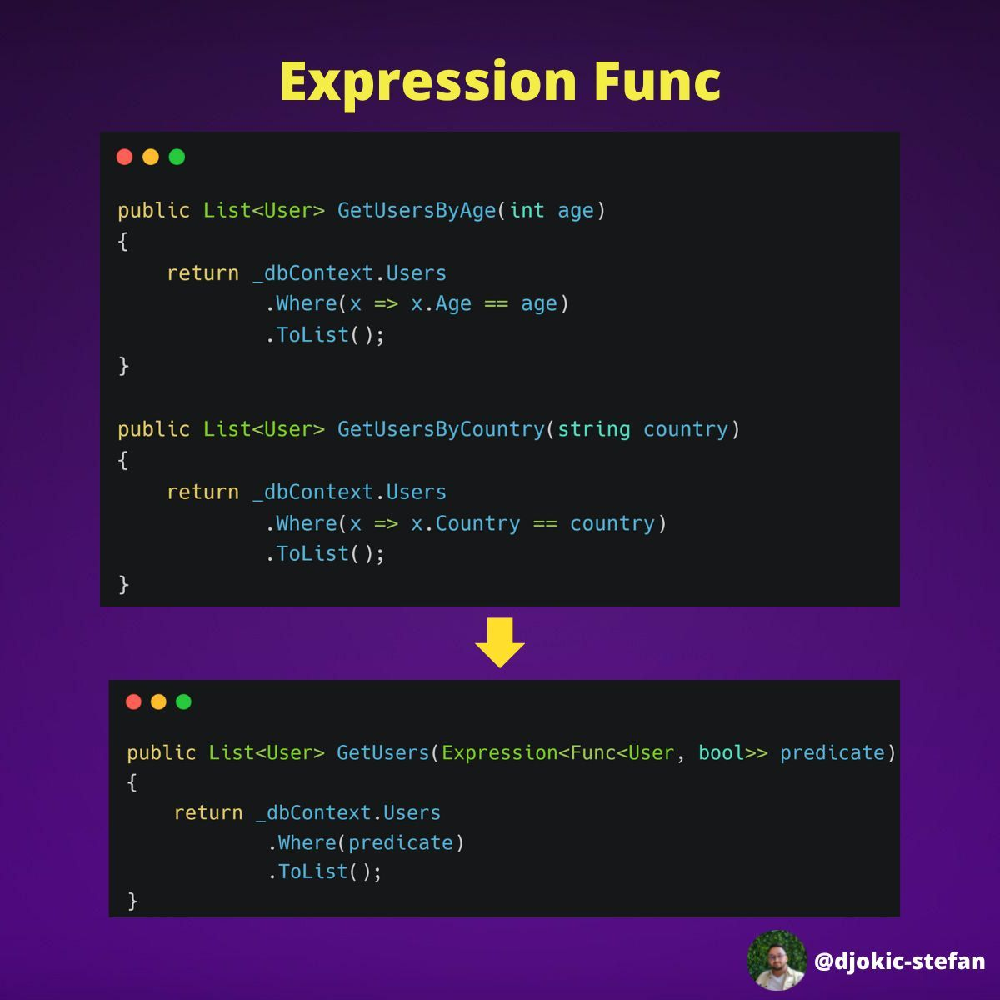 Expression Func
public List<User> GetUsersByAge(int age)
{
    return _dbContext.Users
            .Where(x => x.Age == age)
            .ToList();
}
public List<User> GetUsersByCountry(string country)
{
    return _dbContext.Users
            .Where(x => x.Country == country)
            .ToList();
}
public List<User> GetUsers(Expression<Func<User, bool>> predicate)
{
    return _dbContext.Users
            .Where(predicate)
            .ToList();
}
@djokic-stefan